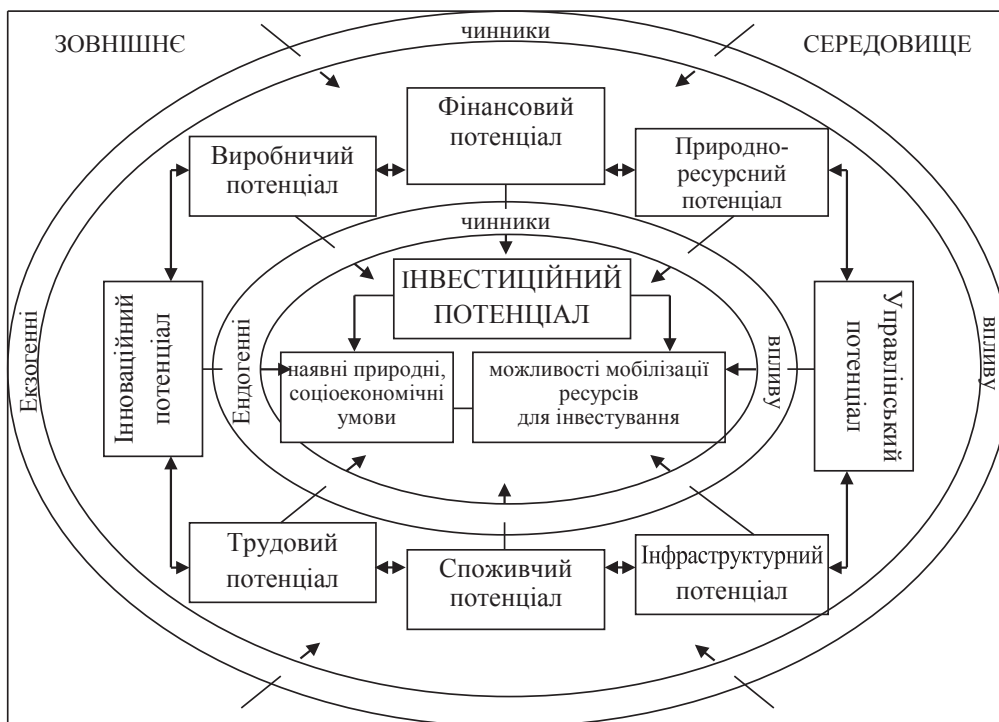 ЗОВНІШНЄ
чинники
СЕРЕДОВИЩЕ
Фінансовий
потенціал
Виробничий
потенціал
Природно-
ресурсний
потенціал
чинники
ІНВЕСТИЦІЙНИЙ
ПОТЕНЦІАЛ
Екзогенні
Інноваційний
потенціал
Ендогенні
наявні природні,
соціоекономічні
умови
можливості мобілізації
ресурсів
для інвестування
впливу
Управлінський
потенціал
впливу
Трудовий
потенціал
Споживчий
потенціал
Інфраструктурний
потенціал